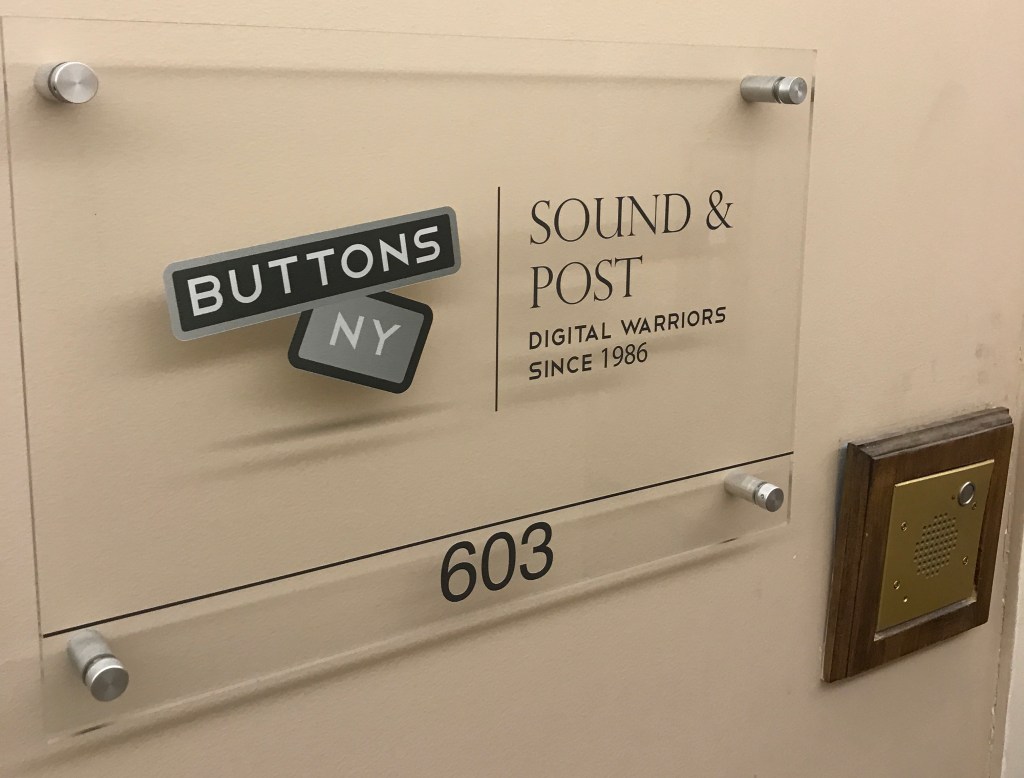 BUTTONS
NY
SOUND &
POST
DIGITAL WARRIORS
SINCE 1986
603